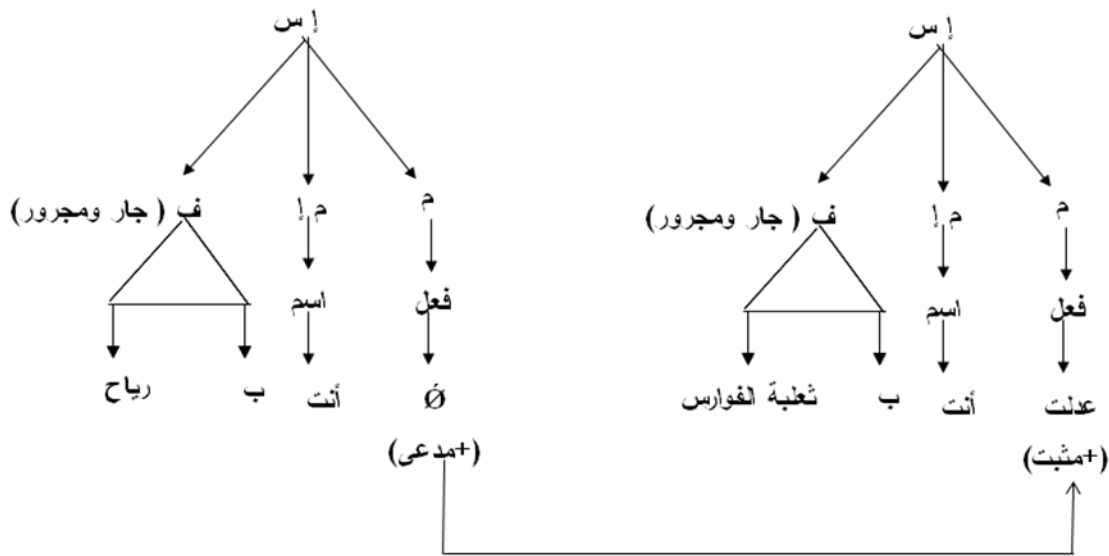 إ س
إ س
م
م إ
ف ( جار ومجرور)
م
م إ
ف ( جار ومجرور)
فعل
اسم
فعل
اسم
عدلت
أنت
ب
ثعلبة الفوارس
Ø
أنت
ب
رياح
(+مثبت)
(+مدعى)